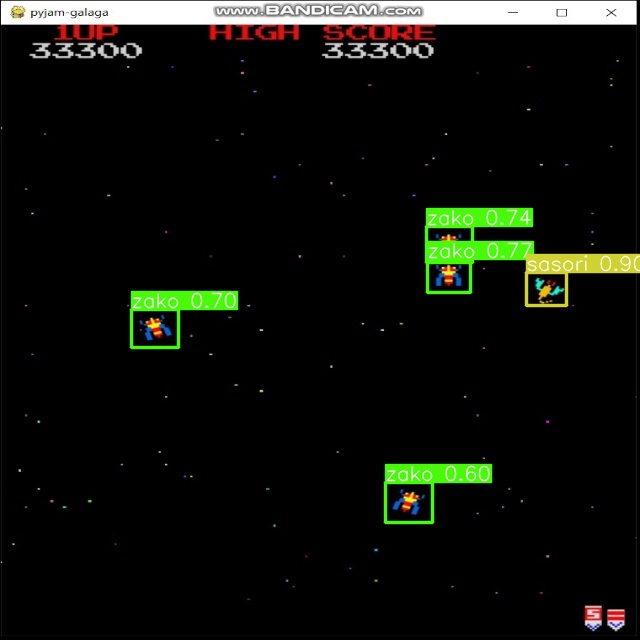 www.BANDICAM.com
pyjam-galaga
1UP HIGH SCORE
33300 33300
zako 0.74
zako 0.77
sasori 0.90
zako 0.70
zako 0.60
5